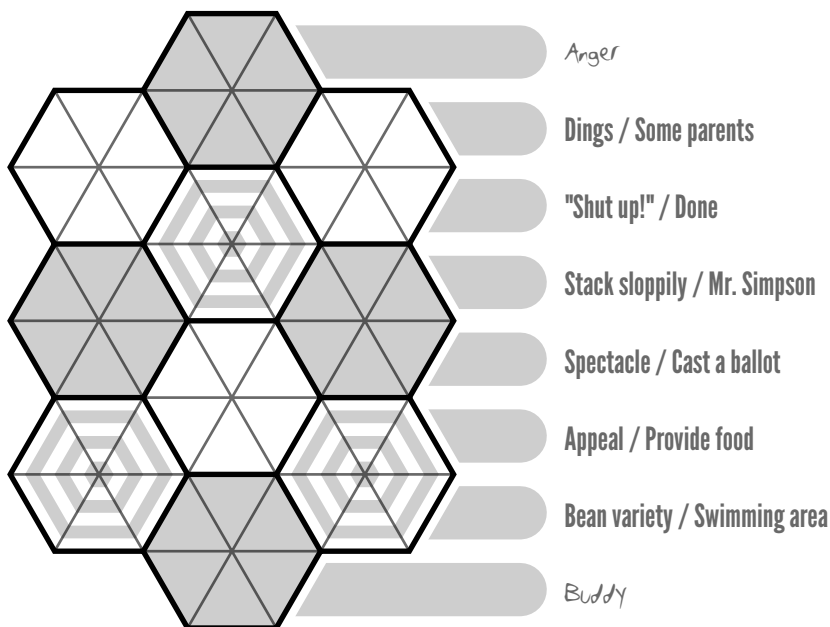 Anger
Dings / Some parents
"Shut up!" / Done
Stack sloppily / Mr. Simpson
Spectacle / Cast a ballot
Appeal / Provide food
Bean variety / Swimming area
Buddy